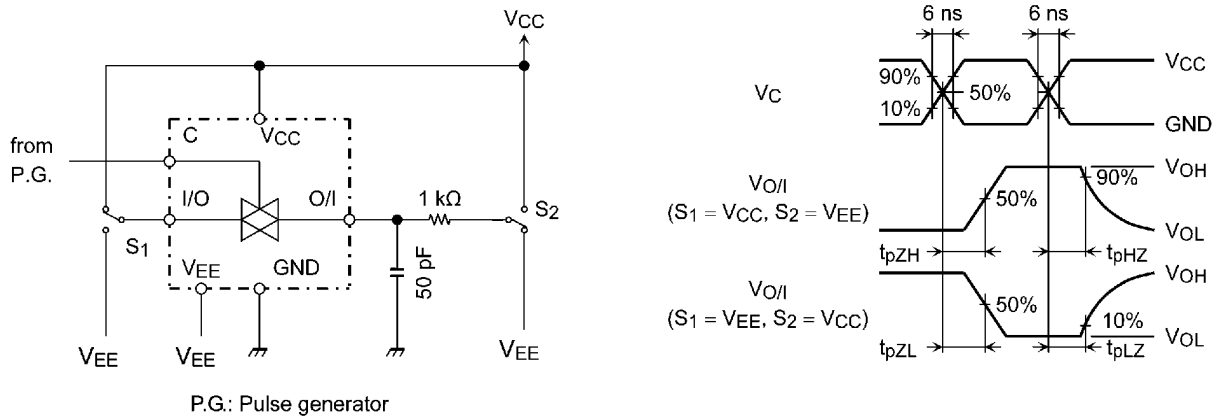 VCC
from
P.G.
C
VCC
I/O
O/I
S1
VEE
GND
1 kΩ
50 pF
S2
VEE
VEE
VEE
P.G.: Pulse generator
6 ns
6 ns
VC
90%
10%
50%
VCC
GND
VO/I
(S1 = VCC, S2 = VEE)
50%
90%
VOH
VOL
tpZH
tpHZ
VO/I
(S1 = VEE, S2 = VCC)
50%
10%
VOH
VOL
tpZL
tpLZ